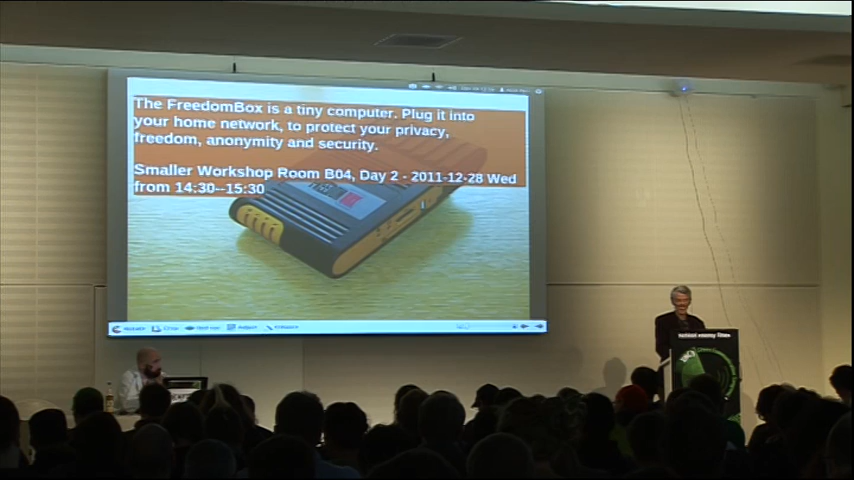 The FreedomBox is a tiny computer. Plug it into
your home network, to protect your privacy,
freedom, anonymity and security.
Smaller Workshop Room B04, Day 2 - 2011-12-28 Wed
from 14:30--15:30